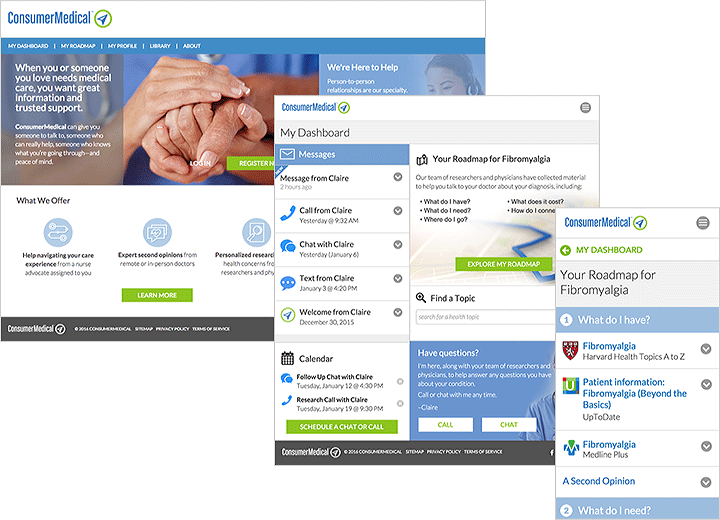 ConsumerMedical
MY DASHBOARD | MY ROADMAP | MY PROFILE | LIBRARY | ABOUT
When you or someone
you love needs medical
care, you want great
information and
trusted support.
ConsumerMedical can give you
someone to talk to, someone who
can really help, someone who knows
what you're going through—and
peace of mind.
LOG IN
REGISTER N
We're Here to Help
Person-to-person
relationships are our specialty.
What We Offer
Help navigating your care
experience from a nurse
advocate assigned to you
Expert second opinions from
remote or in-person doctors
Personalized resear
health concerns from
researchers and physi
LEARN MORE
ConsumerMedical
© 2016 CONSUMERMEDICAL SITEMAP PRIVACY POLICY TERMS OF SERVICE
ConsumerMedical
My Dashboard
Messages
Message from Claire
2 hours ago
Call from Claire
Yesterday @ 9:32 AM
Chat with Claire
Yesterday (January 6)
Text from Claire
January 3 @ 4:20 PM
Welcome from Claire
December 30, 2015
Calendar
Follow Up Chat with Claire
Tuesday, January 12 @ 4:30 PM
Research Call with Claire
Tuesday, January 19 @ 9:30 PM
SCHEDULE A CHAT OR CALL
Your Roadmap for Fibromyalgia
Our team of researchers and physicians have collected material
to help you talk to your doctor about your diagnosis, including:
• What do I have?
• What do I need?
• Where do I go?
• What does it cost?
• How do I conne
EXPLORE MY ROADMAP
Find a Topic
search for a health topic
Have questions?
I'm here, along with your team of researchers and
physicians, to help answer any questions you have
about your condition.
Call or chat with me any time.
-Claire
CALL
CHAT
ConsumerMedical
© 2016 CONSUMERMEDICAL SITEMAP PRIVACY POLICY TERMS OF SERVICE
ConsumerMedical
MY DASHBOARD
Your Roadmap for
Fibromyalgia
1 What do I have?
Fibromyalgia
Harvard Health Topics A to Z
Patient information:
Fibromyalgia (Beyond the
Basics)
UpToDate
Fibromyalgia
Medline Plus
A Second Opinion
2 What do I need?